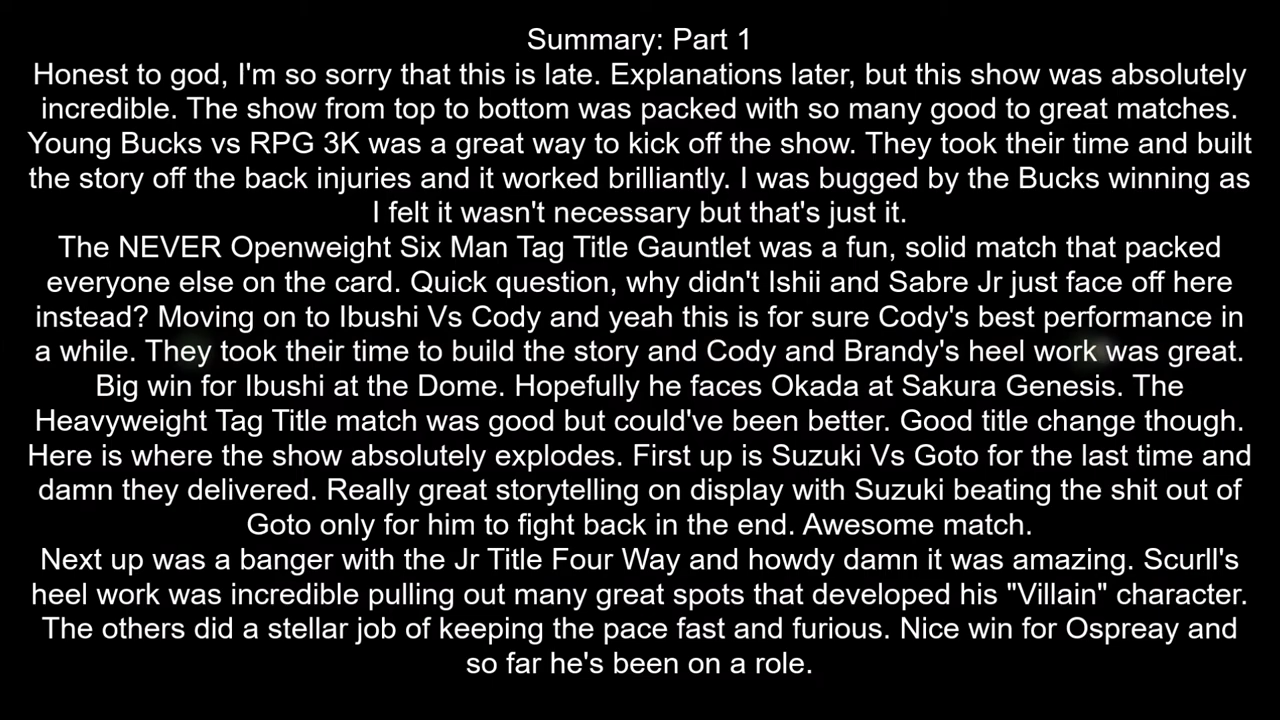 Summary: Part 1
Honest to god, I'm so sorry that this is late. Explanations later, but this show was absolutely
incredible. The show from top to bottom was packed with so many good to great matches.
Young Bucks vs RPG 3K was a great way to kick off the show. They took their time and built
the story off the back injuries and it worked brilliantly. I was bugged by the Bucks winning as
I felt it wasn't necessary but that's just it.
The NEVER Openweight Six Man Tag Title Gauntlet was a fun, solid match that packed
everyone else on the card. Quick question, why didn't Ishii and Sabre Jr just face off here
instead? Moving on to Ibushi Vs Cody and yeah this is for sure Cody's best performance in
a while. They took their time to build the story and Cody and Brandy's heel work was great.
Big win for Ibushi at the Dome. Hopefully he faces Okada at Sakura Genesis. The
Heavyweight Tag Title match was good but could've been better. Good title change though.
Here is where the show absolutely explodes. First up is Suzuki Vs Goto for the last time and
damn they delivered. Really great storytelling on display with Suzuki beating the shit out of
Goto only for him to fight back in the end. Awesome match.
Next up was a banger with the Jr Title Four Way and howdy damn it was amazing. Scurll's
heel work was incredible pulling out many great spots that developed his "Villain" character.
The others did a stellar job of keeping the pace fast and furious. Nice win for Ospreay and
so far he's been on a role.